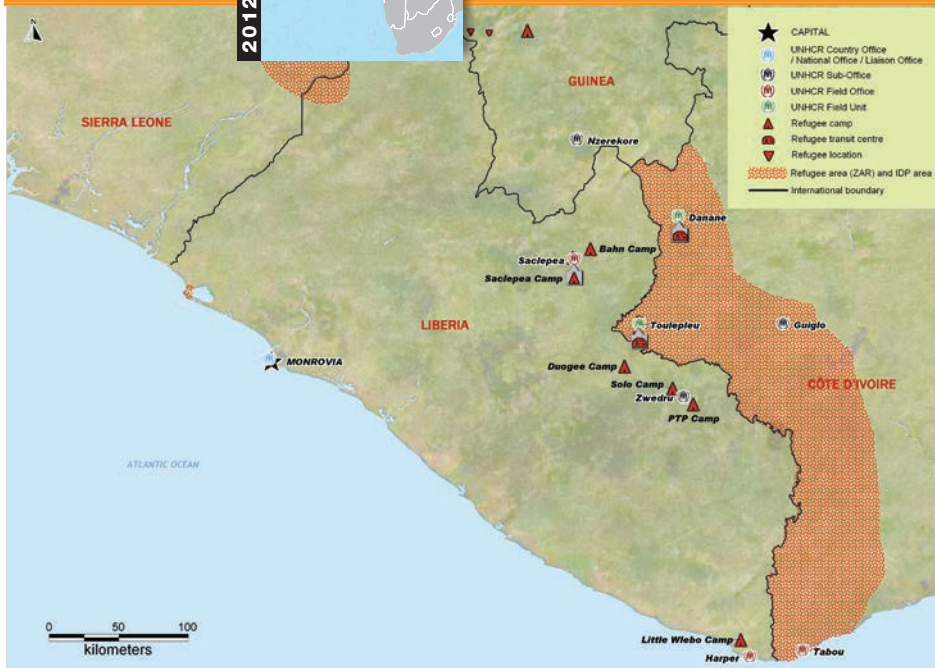 2012
N
CAPITAL
UNHCR Country Office
/ National Office / Liaison Office
UNHCR Sub-Office
UNHCR Field Office
UNHCR Field Unit
Refugee camp
Refugee transit centre
Refugee location
Refugee area (ZAR) and IDP area
International boundary
GUINEA
SIERRA LEONE
Nzerekore
Danane
Bahn Camp
Saclepea
Saclepea Camp
LIBERIA
Toulepleu
Guiglo
MONROVIA
Duogee Camp
Solo Camp
CÔTE D'IVOIRE
Zwedru
PTP Camp
ATLANTIC OCEAN
0 50 100
kilometers
Little Wlebo Camp
Harper
Tabou